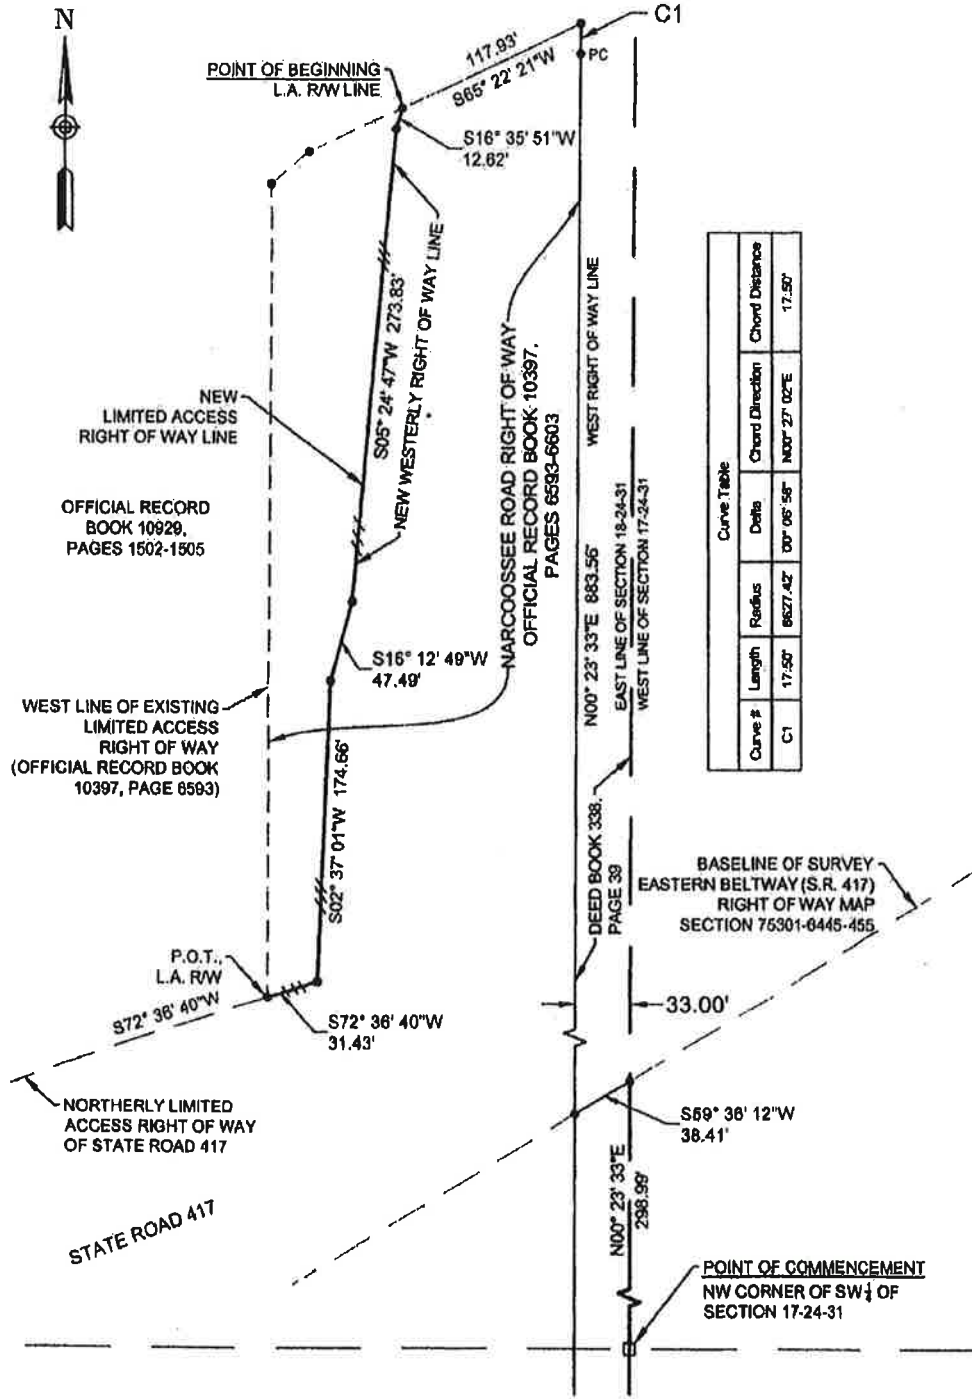 N
C1
117.93'
S65° 22' 21"W
PC
POINT OF BEGINNING
L.A. R/W LINE
S16° 35' 51"W
12.62'
S05° 24' 47"W 273.83'
NEW WESTERLY RIGHT OF WAY LINE
NEW
LIMITED ACCESS
RIGHT OF WAY LINE
OFFICIAL RECORD
BOOK 10929,
PAGES 1502-1505
NARCOOSSEE ROAD RIGHT OF WAY
OFFICIAL RECORD BOOK 10397,
PAGES 6593-6603
WEST RIGHT OF WAY LINE
N00° 23' 33"E 883.56'
EAST LINE OF SECTION 18-24-31
WEST LINE OF SECTION 17-24-31
Curve Table
Curve # Length Radius Delta Chord Direction Chord Distance
C1 17.50' 8627.42' 00° 06' 58" N00° 27' 02"E 17.50'
S16° 12' 49"W
47.49'
WEST LINE OF EXISTING
LIMITED ACCESS
RIGHT OF WAY
(OFFICIAL RECORD BOOK
10397, PAGE 6593)
S02° 37' 01"W 174.66'
DEED BOOK 338,
PAGE 39
BASELINE OF SURVEY
EASTERN BELTWAY (S.R. 417)
RIGHT OF WAY MAP
SECTION 75301-6445-455
P.O.T.,
L.A. R/W
S72° 36' 40"W
S72° 36' 40"W
31.43'
33.00'
NORTHERLY LIMITED
ACCESS RIGHT OF WAY
OF STATE ROAD 417
S59° 36' 12"W
38.41'
N00° 23' 33"E
298.99'
STATE ROAD 417
POINT OF COMMENCEMENT
NW CORNER OF SW¼ OF
SECTION 17-24-31